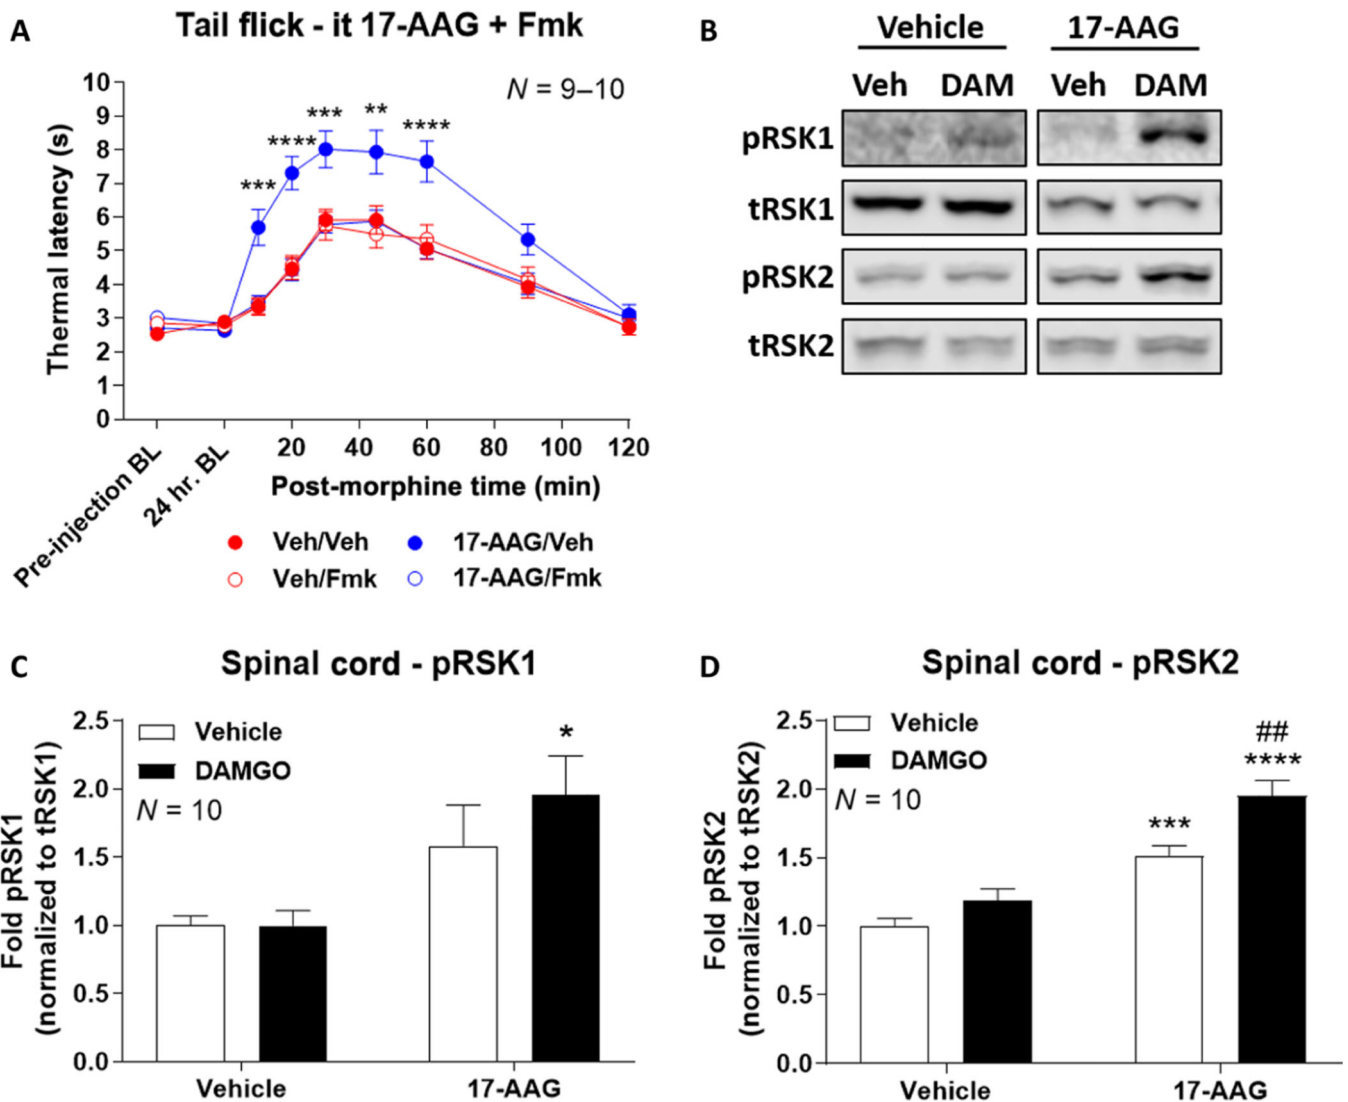 A
Tail flick - it 17-AAG + Fmk
N = 9–10
Thermal latency (s)
10
9
8
7
6
5
4
3
2
1
0
***
****
***
**
****
Pre-injection BL
24 hr. BL
20
40
60
80
100
120
Post-morphine time (min)
Veh/Veh
17-AAG/Veh
Veh/Fmk
17-AAG/Fmk
B
Vehicle
17-AAG
Veh DAM Veh DAM
pRSK1
tRSK1
pRSK2
tRSK2
C
Spinal cord - pRSK1
Fold pRSK1
(normalized to tRSK1)
2.5
2.0
1.5
1.0
0.5
0.0
Vehicle
DAMGO
N = 10
*
Vehicle
17-AAG
D
Spinal cord - pRSK2
Fold pRSK2
(normalized to tRSK2)
2.5
2.0
1.5
1.0
0.5
0.0
Vehicle
DAMGO
N = 10
***
##
****
Vehicle
17-AAG